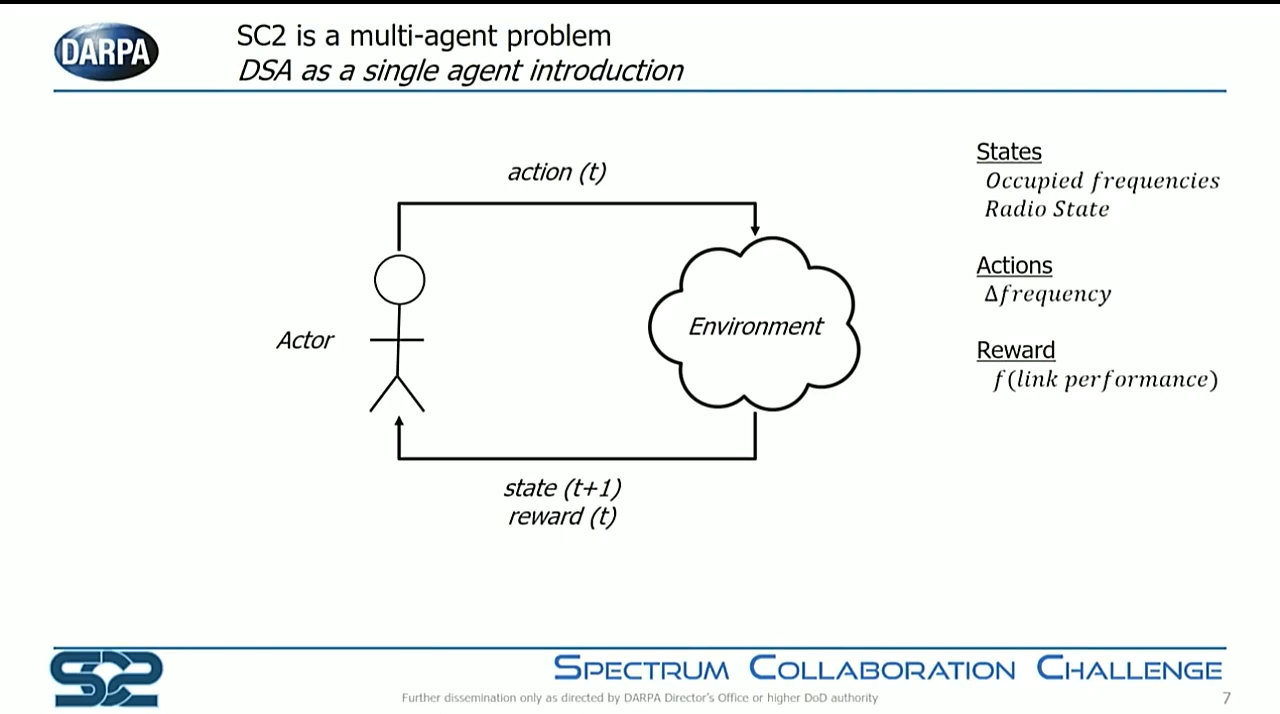 DARPA
SC2 is a multi-agent problem
DSA as a single agent introduction
action (t)
Actor
Environment
state (t+1)
reward (t)
States
Occupied frequencies
Radio State
Actions
Δfrequency
Reward
f(link performance)
SC2
SPECTRUM COLLABORATION CHALLENGE
Further dissemination only as directed by DARPA Director's Office or higher DoD authority
7